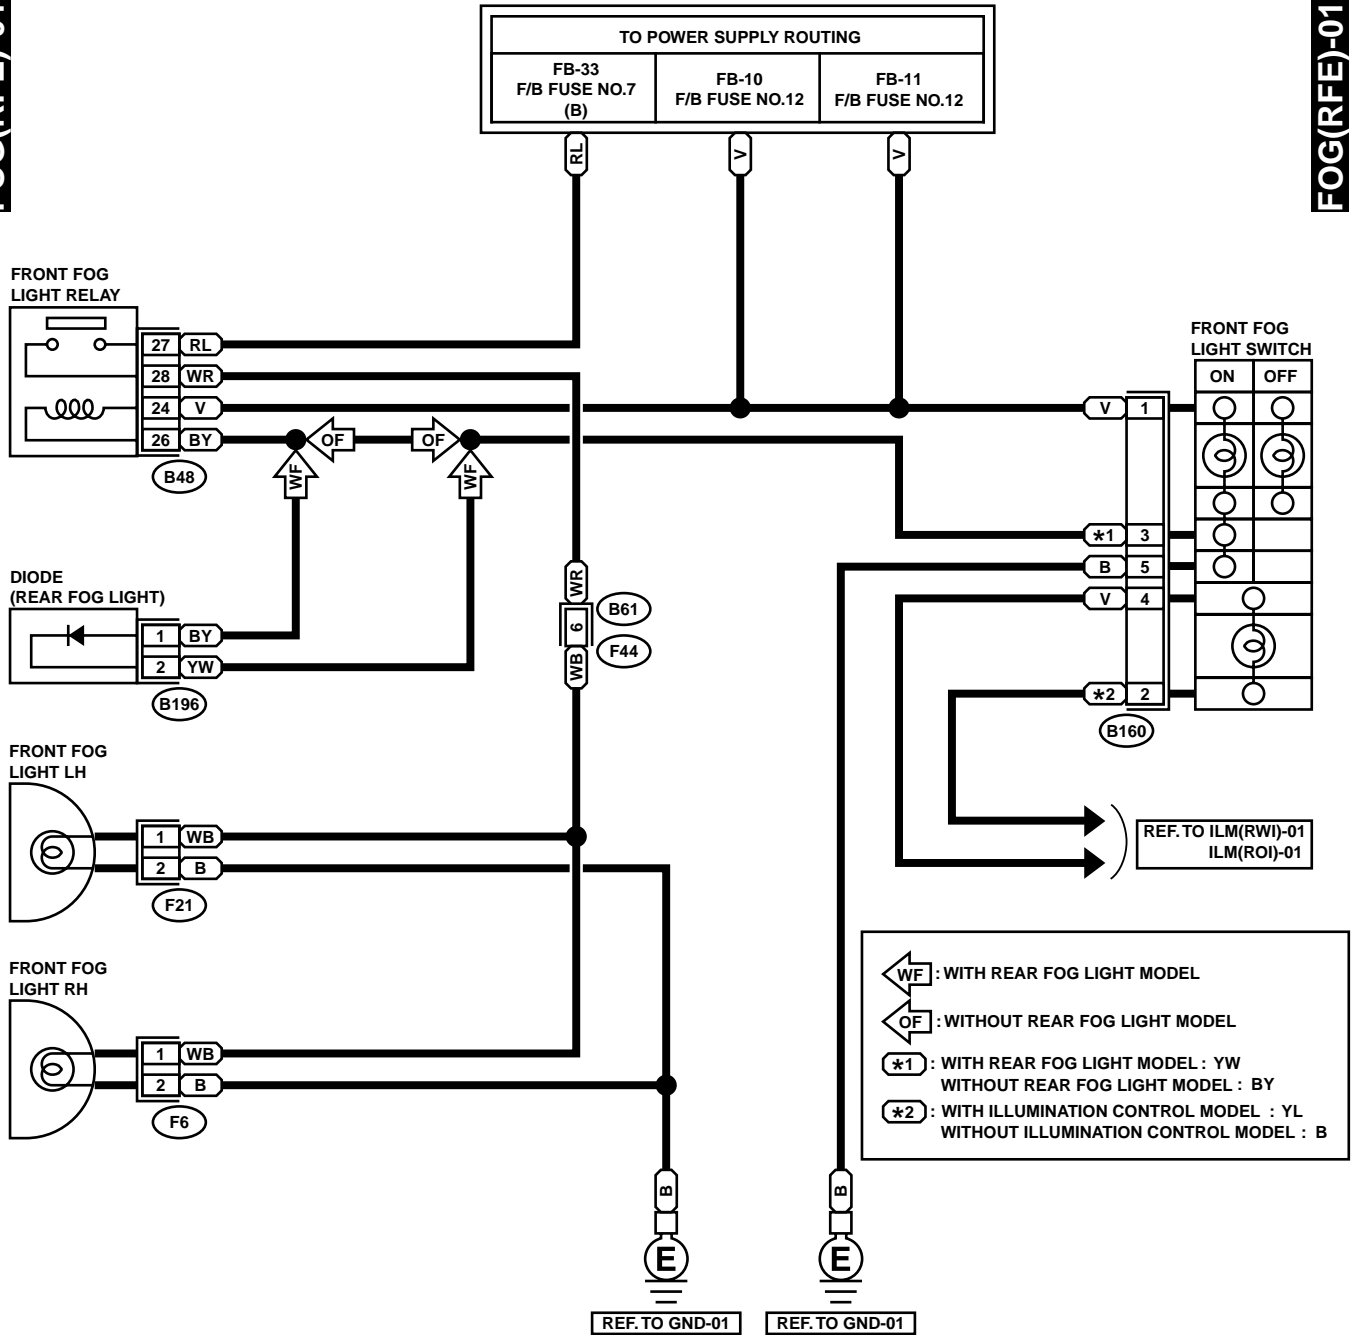 FOG(RFE)-01
FOG(RFE)-01
TO POWER SUPPLY ROUTING
FB-33
F/B FUSE NO.7
(B)
FB-10
F/B FUSE NO.12
FB-11
F/B FUSE NO.12
RL
V
V
FRONT FOG
LIGHT RELAY
27 RL
28 WR
24 V
26 BY
B48
OF
OF
WF
WF
FRONT FOG
LIGHT SWITCH
ON OFF
V 1
*1 3
B 5
V 4
*2 2
B160
DIODE
(REAR FOG LIGHT)
1 BY
2 YW
B196
WR
6
WB
B61
F44
FRONT FOG
LIGHT LH
1 WB
2 B
F21
REF. TO ILM(RWI)-01
ILM(ROI)-01
FRONT FOG
LIGHT RH
1 WB
2 B
F6
WF : WITH REAR FOG LIGHT MODEL
OF : WITHOUT REAR FOG LIGHT MODEL
*1 : WITH REAR FOG LIGHT MODEL : YW
WITHOUT REAR FOG LIGHT MODEL : BY
*2 : WITH ILLUMINATION CONTROL MODEL : YL
WITHOUT ILLUMINATION CONTROL MODEL : B
B
B
E
E
REF. TO GND-01
REF. TO GND-01